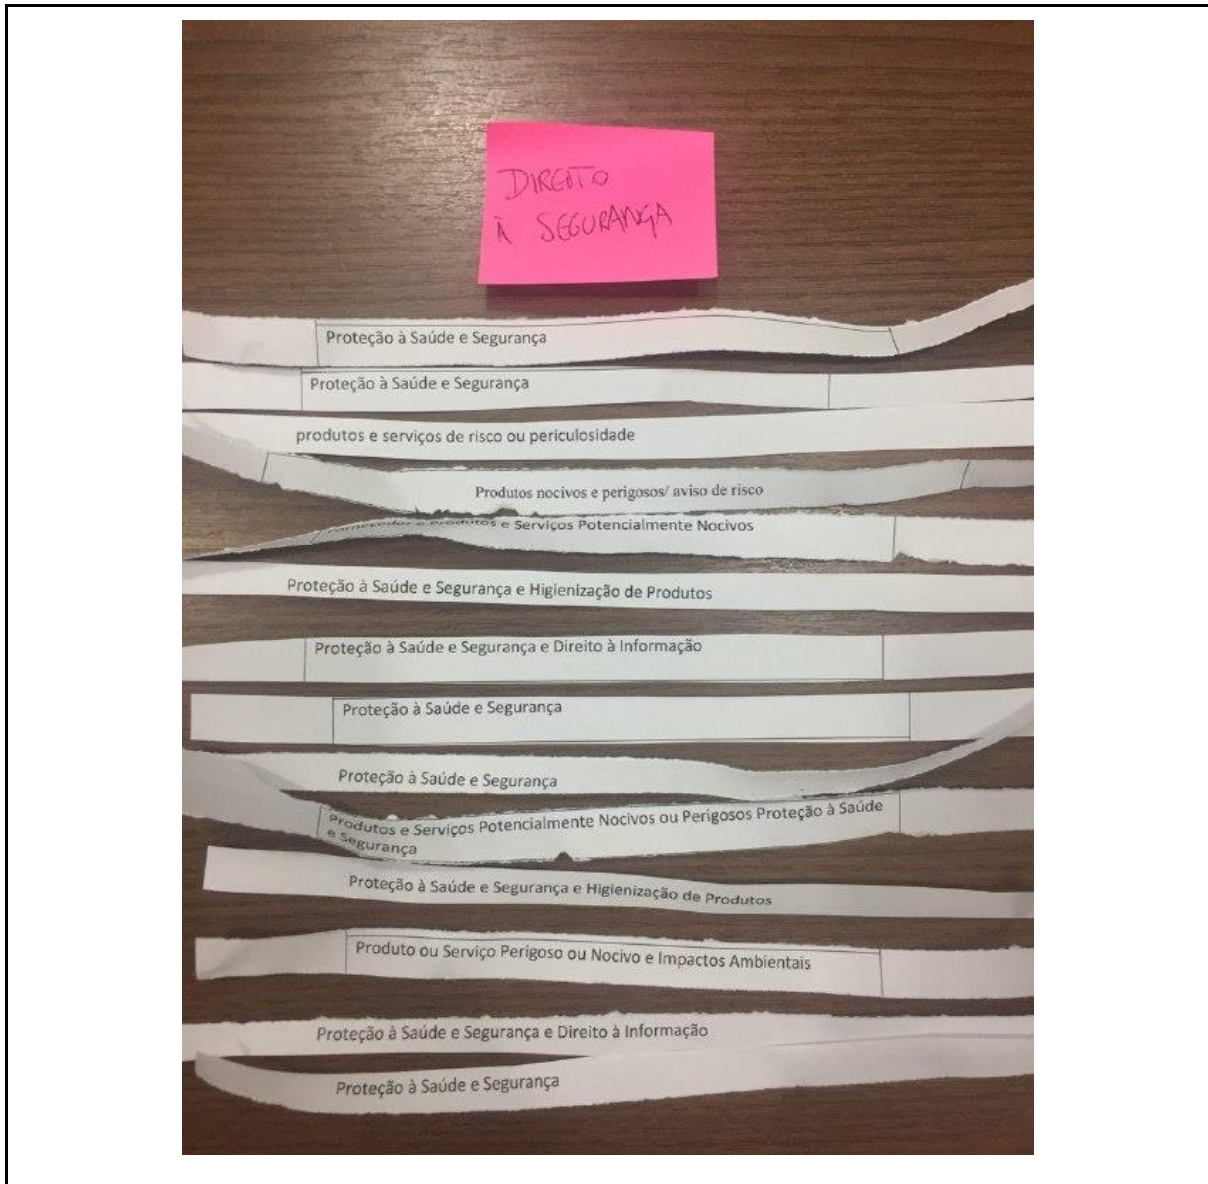 DIREITO
À SEGURANÇA
Proteção à Saúde e Segurança
Proteção à Saúde e Segurança
produtos e serviços de risco ou periculosidade
Produtos nocivos e perigosos/ aviso de risco
Fornecedor e Produtos e Serviços Potencialmente Nocivos
Proteção à Saúde e Segurança e Higienização de Produtos
Proteção à Saúde e Segurança e Direito à Informação
Proteção à Saúde e Segurança
Proteção à Saúde e Segurança
Produtos e Serviços Potencialmente Nocivos ou Perigosos Proteção à Saúde
e Segurança
Proteção à Saúde e Segurança e Higienização de Produtos
Produto ou Serviço Perigoso ou Nocivo e Impactos Ambientais
Proteção à Saúde e Segurança e Direito à Informação
Proteção à Saúde e Segurança